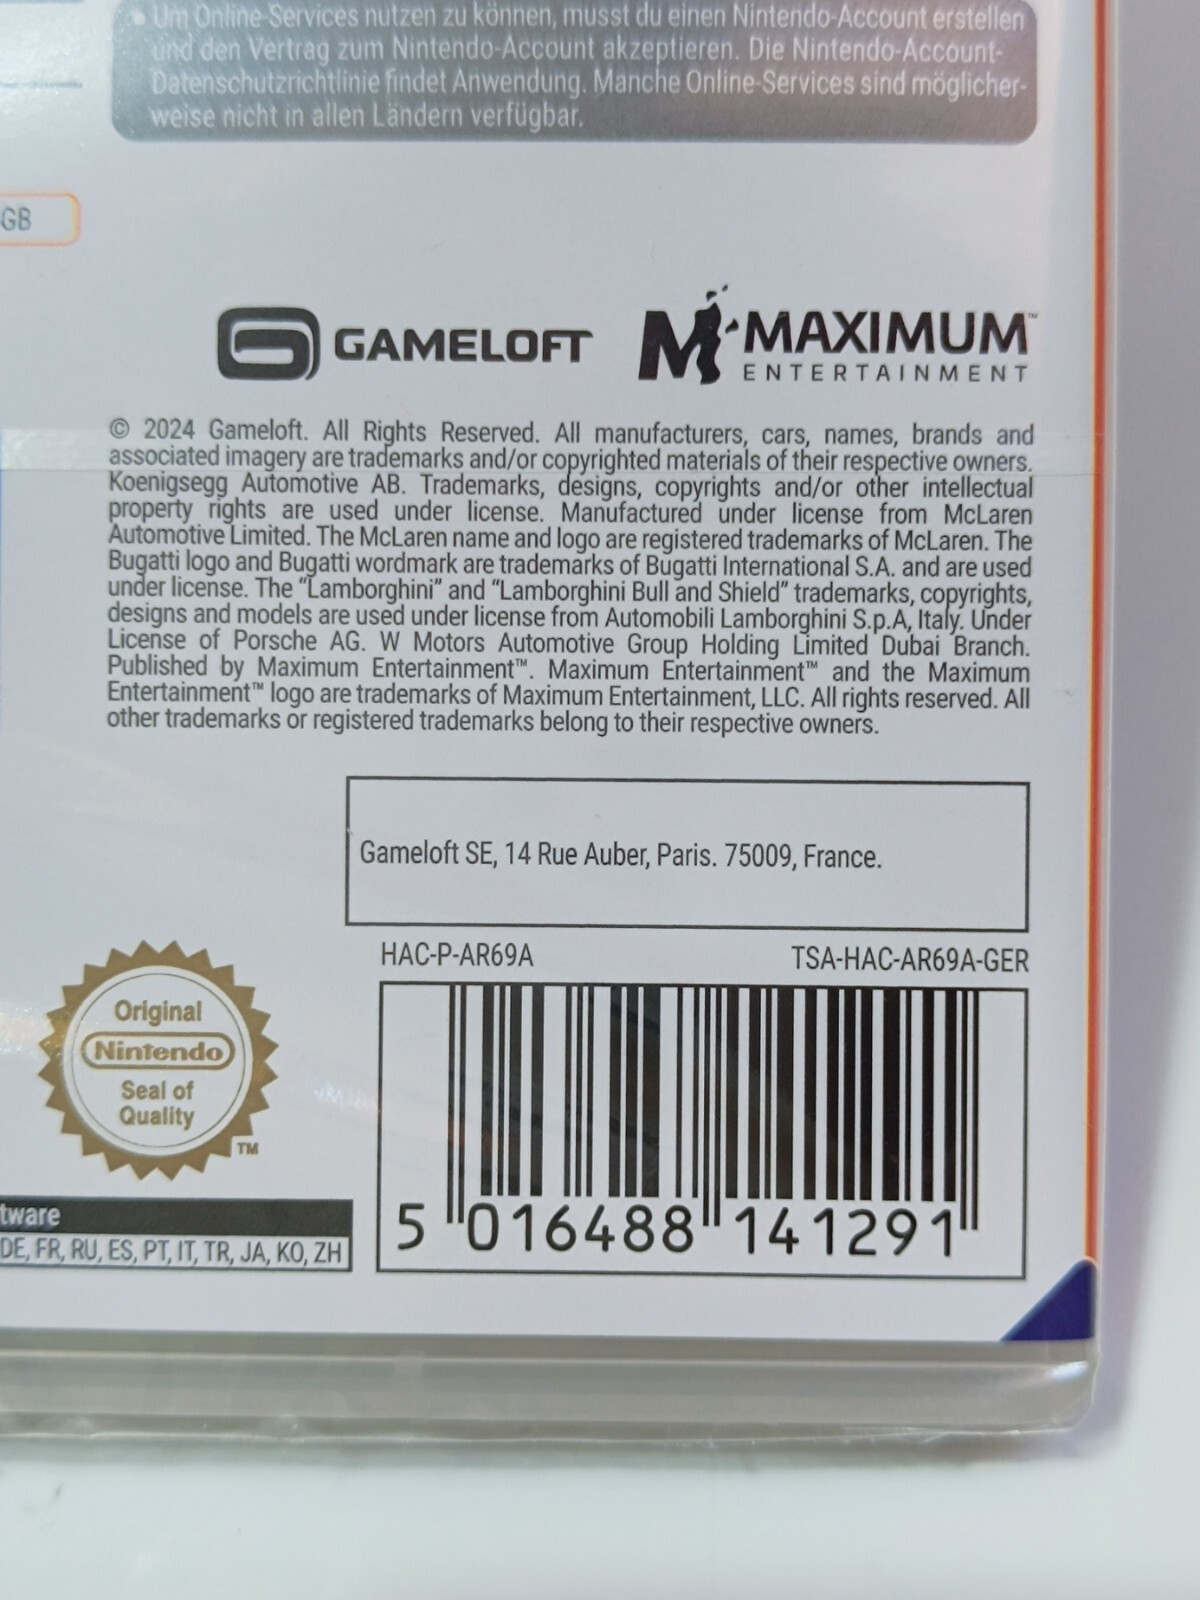 • Um Online-Services nutzen zu können, musst du einen Nintendo-Account erstellen
und den Vertrag zum Nintendo-Account akzeptieren. Die Nintendo-Account-
Datenschutzrichtlinie findet Anwendung. Manche Online-Services sind möglicher-
weise nicht in allen Ländern verfügbar.
GB
GAMELOFT
MAXIMUM™
ENTERTAINMENT
© 2024 Gameloft. All Rights Reserved. All manufacturers, cars, names, brands and
associated imagery are trademarks and/or copyrighted materials of their respective owners.
Koenigsegg Automotive AB. Trademarks, designs, copyrights and/or other intellectual
property rights are used under license. Manufactured under license from McLaren
Automotive Limited. The McLaren name and logo are registered trademarks of McLaren. The
Bugatti logo and Bugatti wordmark are trademarks of Bugatti International S.A. and are used
under license. The “Lamborghini” and “Lamborghini Bull and Shield” trademarks, copyrights,
designs and models are used under license from Automobili Lamborghini S.p.A, Italy. Under
License of Porsche AG. W Motors Automotive Group Holding Limited Dubai Branch.
Published by Maximum Entertainment™. Maximum Entertainment™ and the Maximum
Entertainment™ logo are trademarks of Maximum Entertainment, LLC. All rights reserved. All
other trademarks or registered trademarks belong to their respective owners.
Gameloft SE, 14 Rue Auber, Paris. 75009, France.
HAC-P-AR69A
TSA-HAC-AR69A-GER
Original
Nintendo
Seal of
Quality
TM
tware
DE, FR, RU, ES, PT, IT, TR, JA, KO, ZH
5 016488 141291